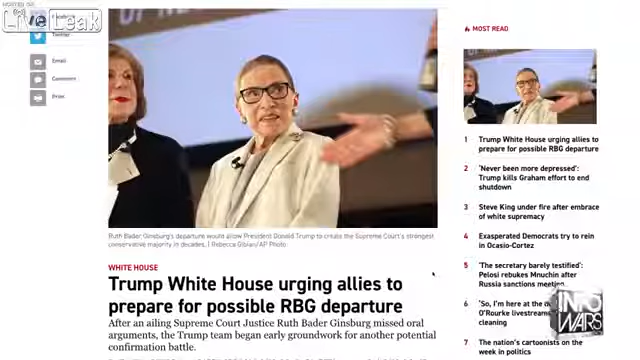 HOSTED ON
LiveLeak
Twitter
Email
Comment
Print
Ruth Bader Ginsburg's departure would allow President Donald Trump to create the Supreme Court's strongest
conservative majority in decades. | Rebecca Gibian/AP Photo
WHITE HOUSE
Trump White House urging allies to
prepare for possible RBG departure
After an ailing Supreme Court Justice Ruth Bader Ginsburg missed oral
arguments, the Trump team began early groundwork for another potential
confirmation battle.
MOST READ
1 Trump White House urging allies to
prepare for possible RBG departure
2 'Never been more depressed':
Trump kills Graham effort to end
shutdown
3 Steve King under fire after embrace
of white supremacy
4 Exasperated Democrats try to rein
in Ocasio-Cortez
5 'The secretary barely testified':
Pelosi rebukes Mnuchin after
Russia sanctions meeting
6 'So, I'm here at the
O'Rourke livestreams
cleaning
7 The nation's cartoonists on the
week in politics
INFO
WARS